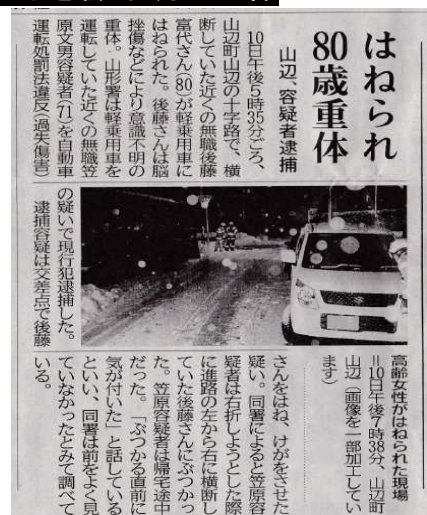 はねられ
80歳重体
山辺、容疑者逮捕
10日午後5時35分ごろ、
山辺町山辺の十字路で、横
断していた近くの無職後藤
富代さん(80)が軽乗用車に
はねられた。後藤さんは脳
挫傷などにより意識不明の
重体。山形署は軽乗用車を
運転していた近くの無職笠
原文男容疑者(71)を自動車
運転処罰法違反(過失傷害)
の疑いで現行犯逮捕した。
逮捕容疑は交差点で後藤
さんをはね、けがをさせた
疑い。同署によると笠原容
疑者は右折しようとした際
に進路の左から右に横断し
ていた後藤さんにぶつかっ
た。笠原容疑者は帰宅途中
だった。「ぶつかる直前に
気が付いた」と話している
といい、同署は前をよく見
ていなかったとみて調べて
いる。
高齢女性がはねられた現場
=10日午後7時38分、山辺町
山辺(画像を一部加工してい
ます)